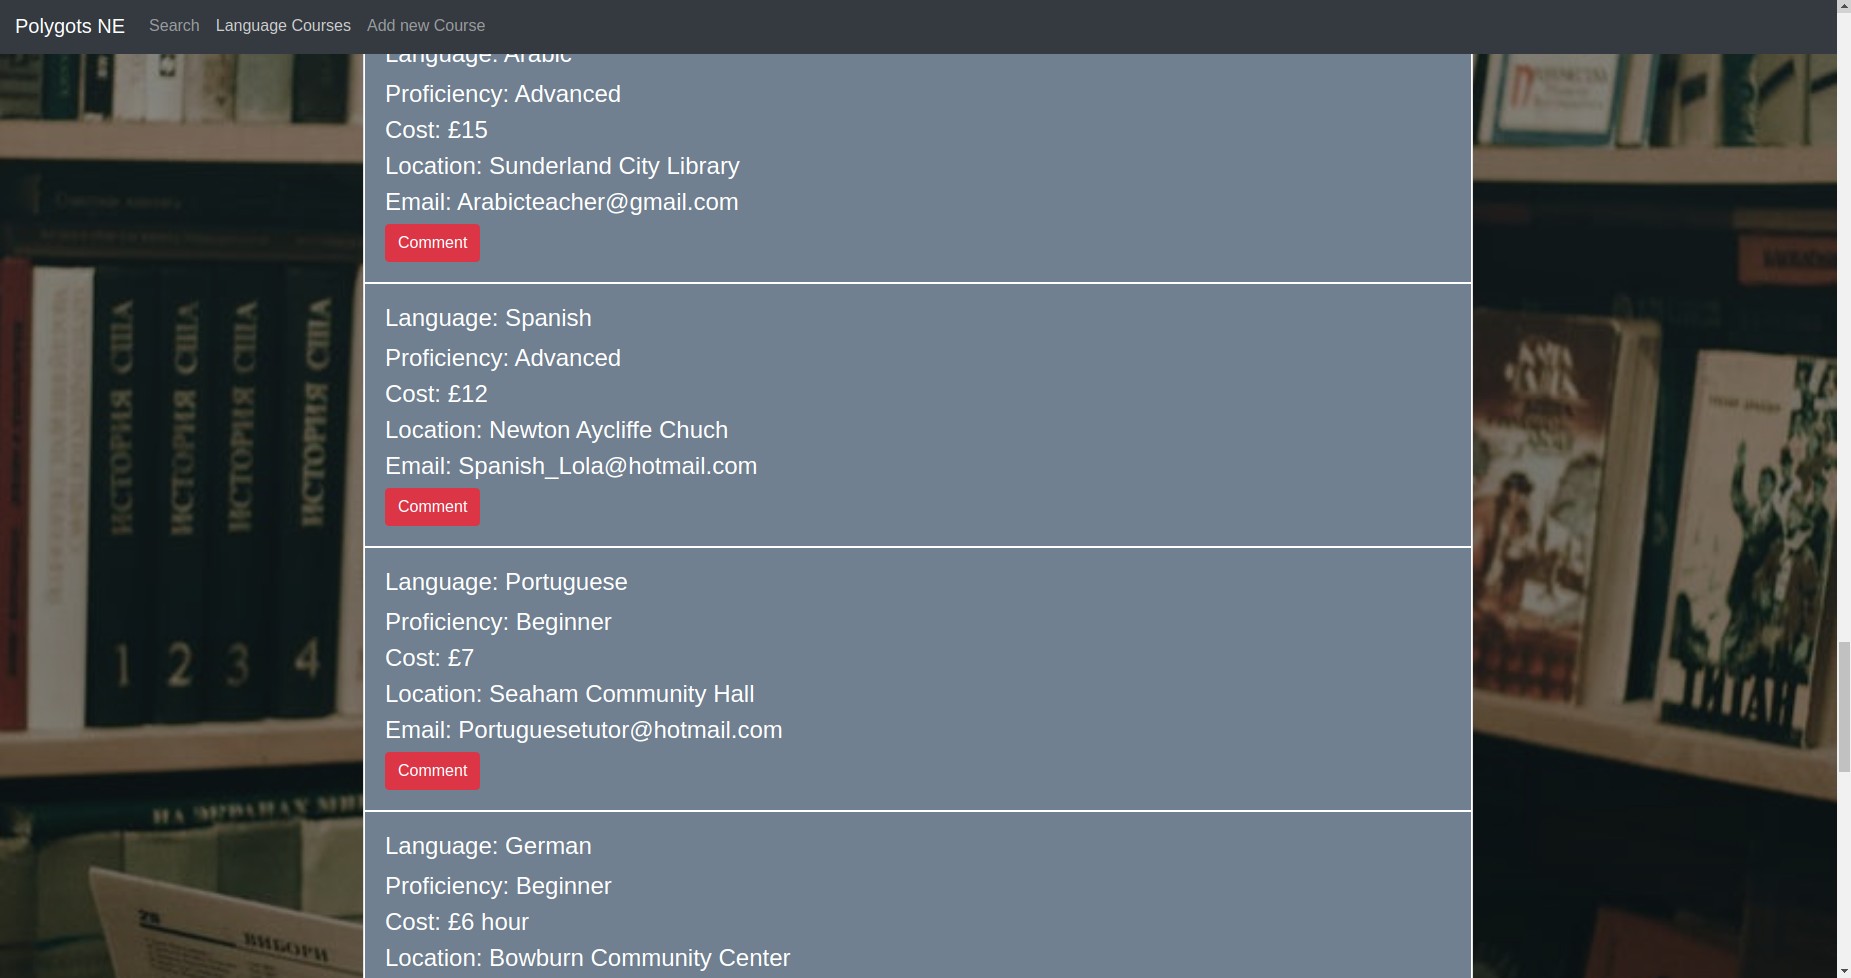 Polygots NE Search Language Courses Add new Course
Language: Arabic
Proficiency: Advanced
Cost: £15
Location: Sunderland City Library
Email: Arabicteacher@gmail.com
Comment
Language: Spanish
Proficiency: Advanced
Cost: £12
Location: Newton Aycliffe Chuch
Email: Spanish_Lola@hotmail.com
Comment
Language: Portuguese
Proficiency: Beginner
Cost: £7
Location: Seaham Community Hall
Email: Portuguesetutor@hotmail.com
Comment
Language: German
Proficiency: Beginner
Cost: £6 hour
Location: Bowburn Community Center
ИСТОРИЯ США
1
ИСТОРИЯ США
2
ИСТОРИЯ США
3
ИСТОРИЯ США
4
НА ЭКРАНАХ
ВИБОРИ
ТИТАН